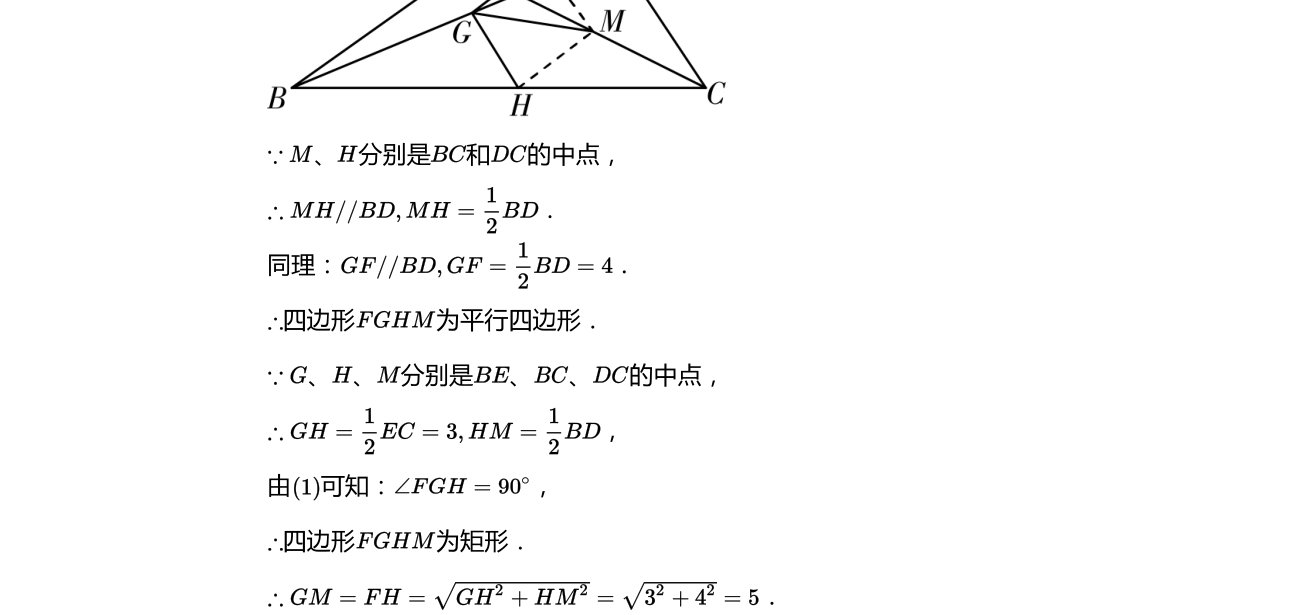 G
M
B
H
C
∵ M、H分别是BC和DC的中点，
∴ MH//BD, MH = 1/2 BD．
同理：GF//BD, GF = 1/2 BD = 4．
∴四边形FGHM为平行四边形．
∵ G、H、M分别是BE、BC、DC的中点，
∴ GH = 1/2 EC = 3, HM = 1/2 BD，
由(1)可知：∠FGH = 90°，
∴四边形FGHM为矩形．
∴ GM = FH = √(GH² + HM²) = √(3² + 4²) = 5．